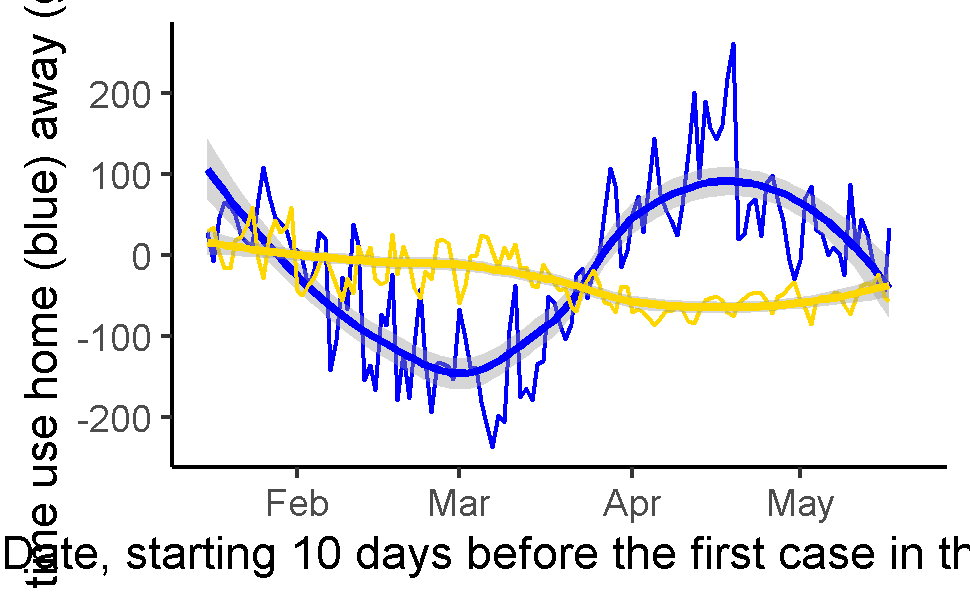 time use home (blue) away (
200
100
0
-100
-200
Feb Mar Apr May
Date, starting 10 days before the first case in th